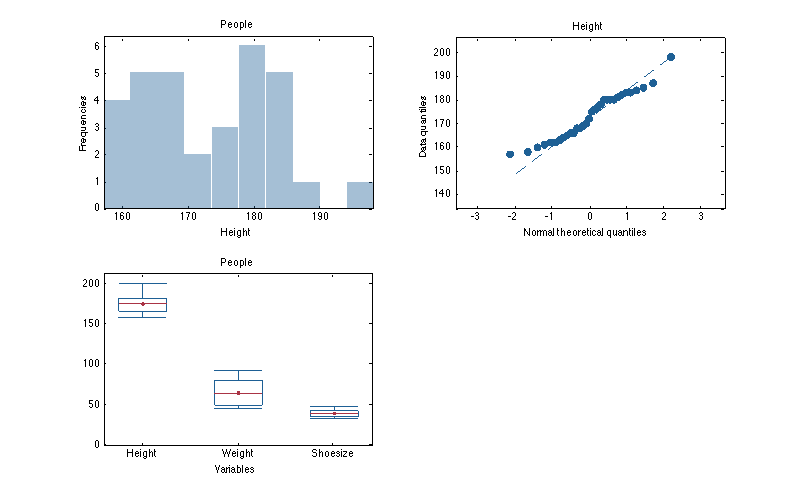 People
6
5
4
3
2
1
0
Frequencies
160 170 180 190
Height
Height
200
190
180
170
160
150
140
Data quantiles
-3 -2 -1 0 1 2 3
Normal theoretical quantiles
People
200
150
100
50
0
Height Weight Shoesize
Variables